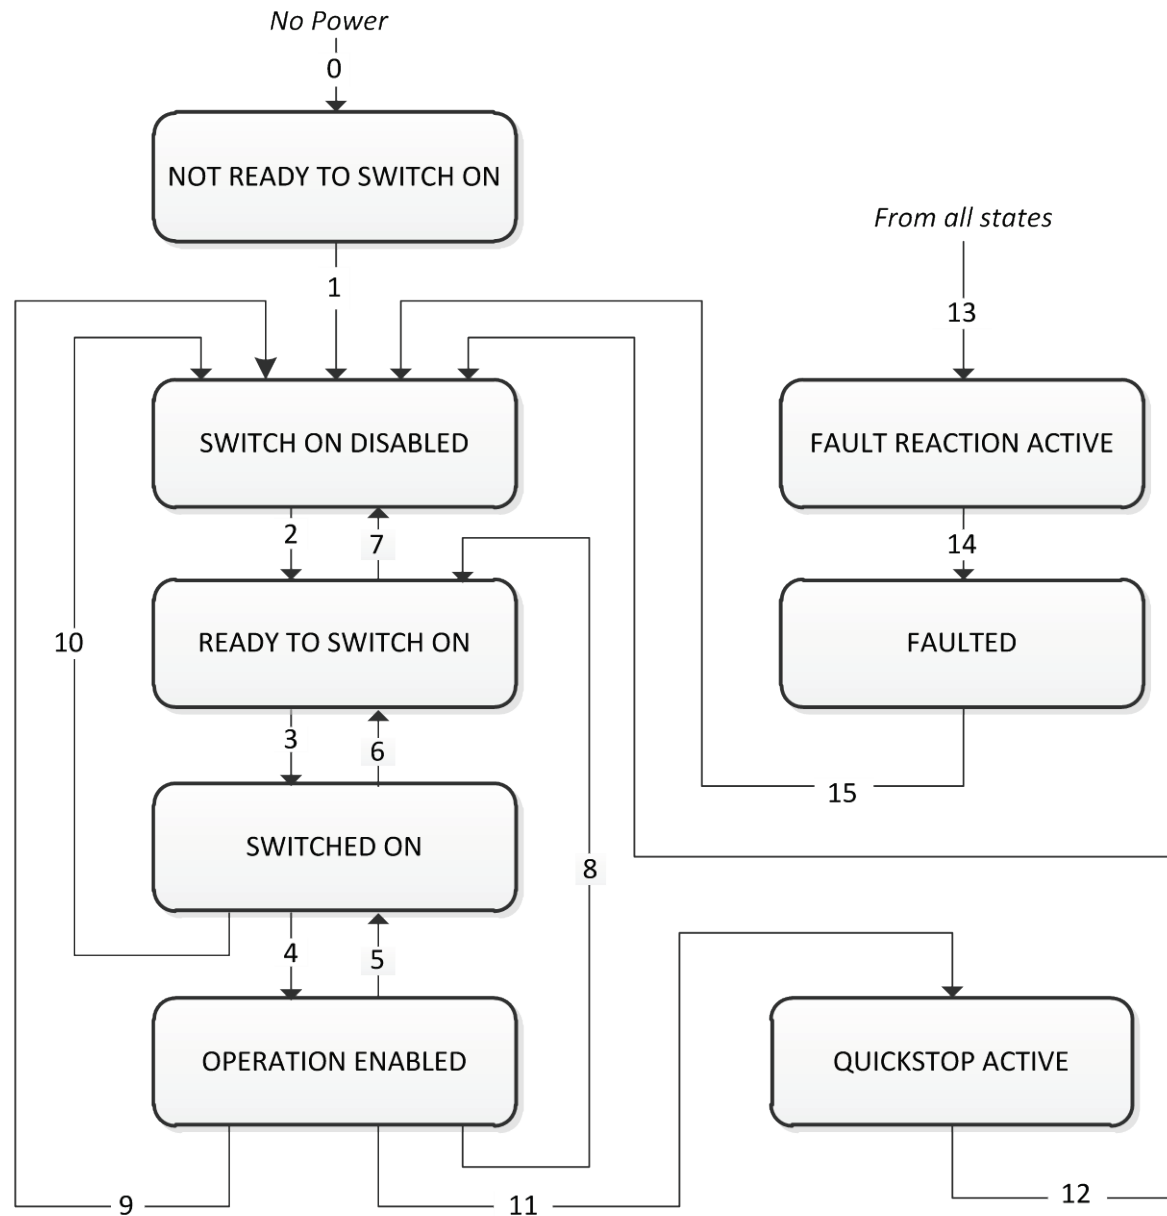 No Power
0
NOT READY TO SWITCH ON
From all states
1
13
SWITCH ON DISABLED
FAULT REACTION ACTIVE
2
7
14
10
READY TO SWITCH ON
FAULTED
3
6
15
SWITCHED ON
8
4
5
OPERATION ENABLED
QUICKSTOP ACTIVE
9
11
12